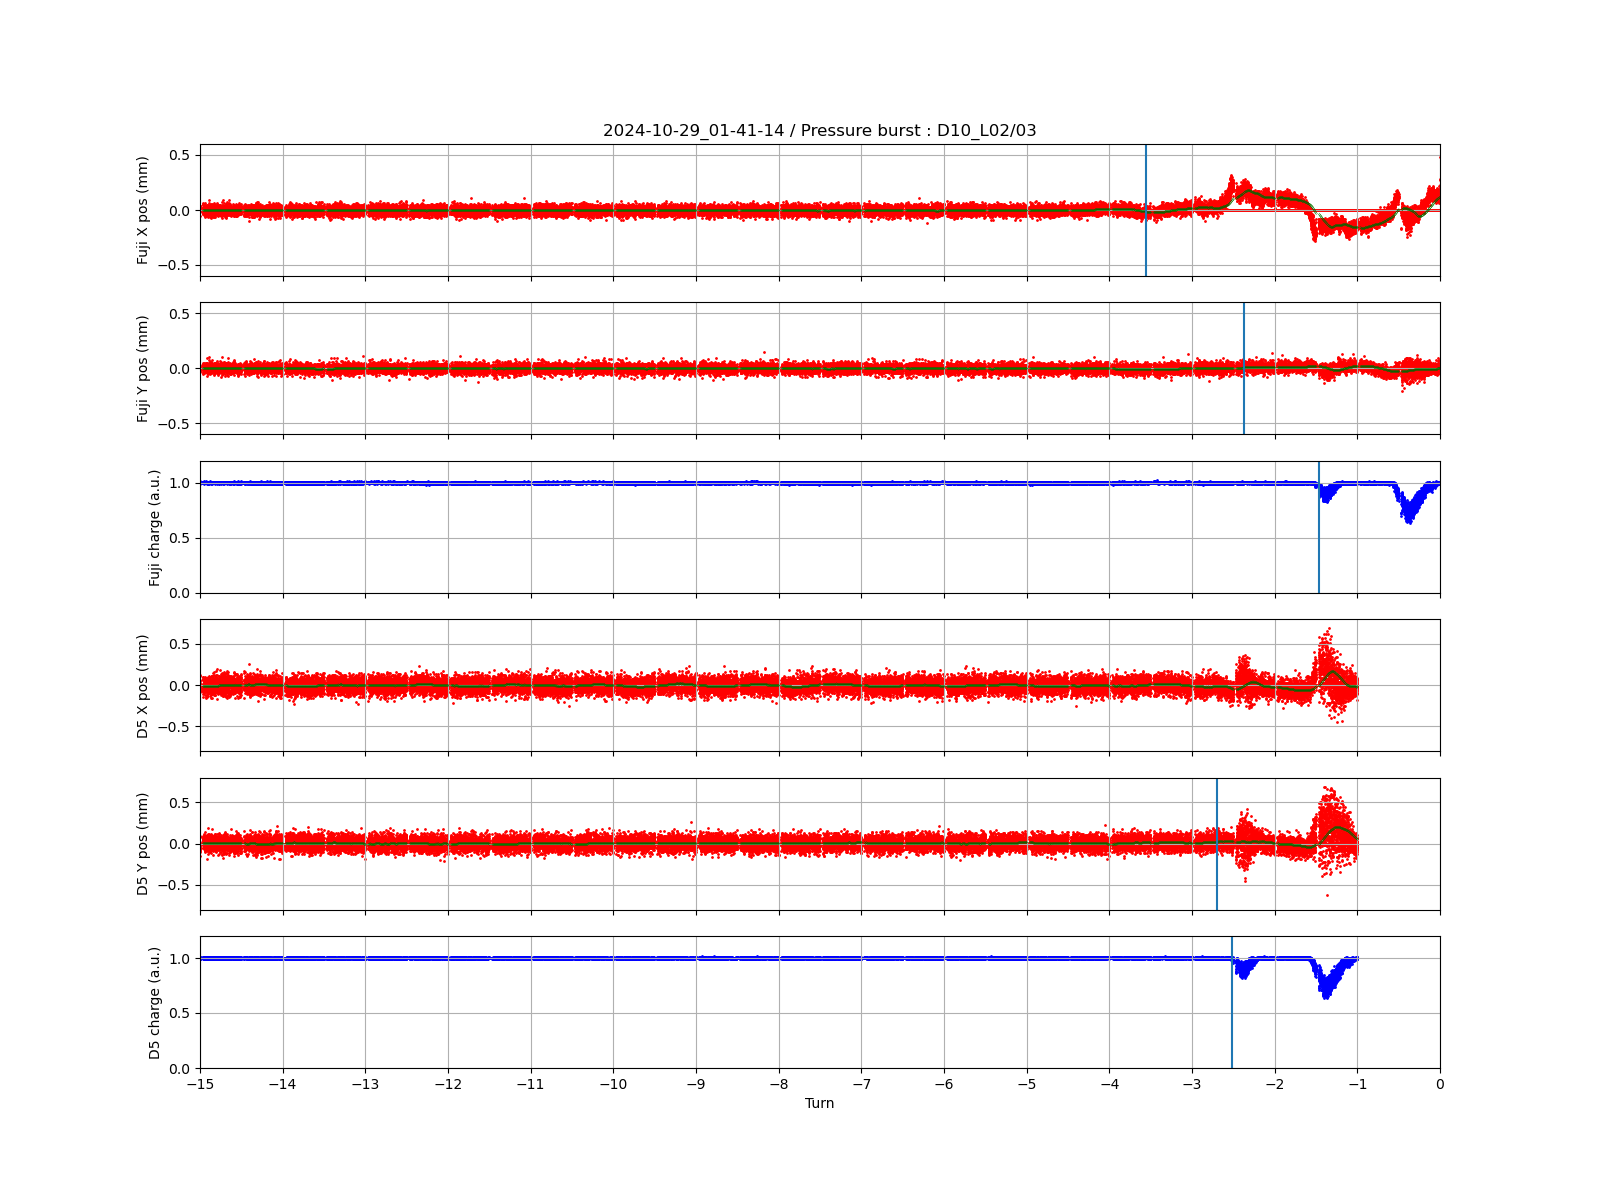 2024-10-29_01-41-14 / Pressure burst : D10_L02/03
Fuji X pos (mm)
0.5
0.0
−0.5
Fuji Y pos (mm)
0.5
0.0
−0.5
Fuji charge (a.u.)
1.0
0.5
0.0
D5 X pos (mm)
0.5
0.0
−0.5
D5 Y pos (mm)
0.5
0.0
−0.5
D5 charge (a.u.)
1.0
0.5
0.0
−15 −14 −13 −12 −11 −10 −9 −8 −7 −6 −5 −4 −3 −2 −1 0
Turn